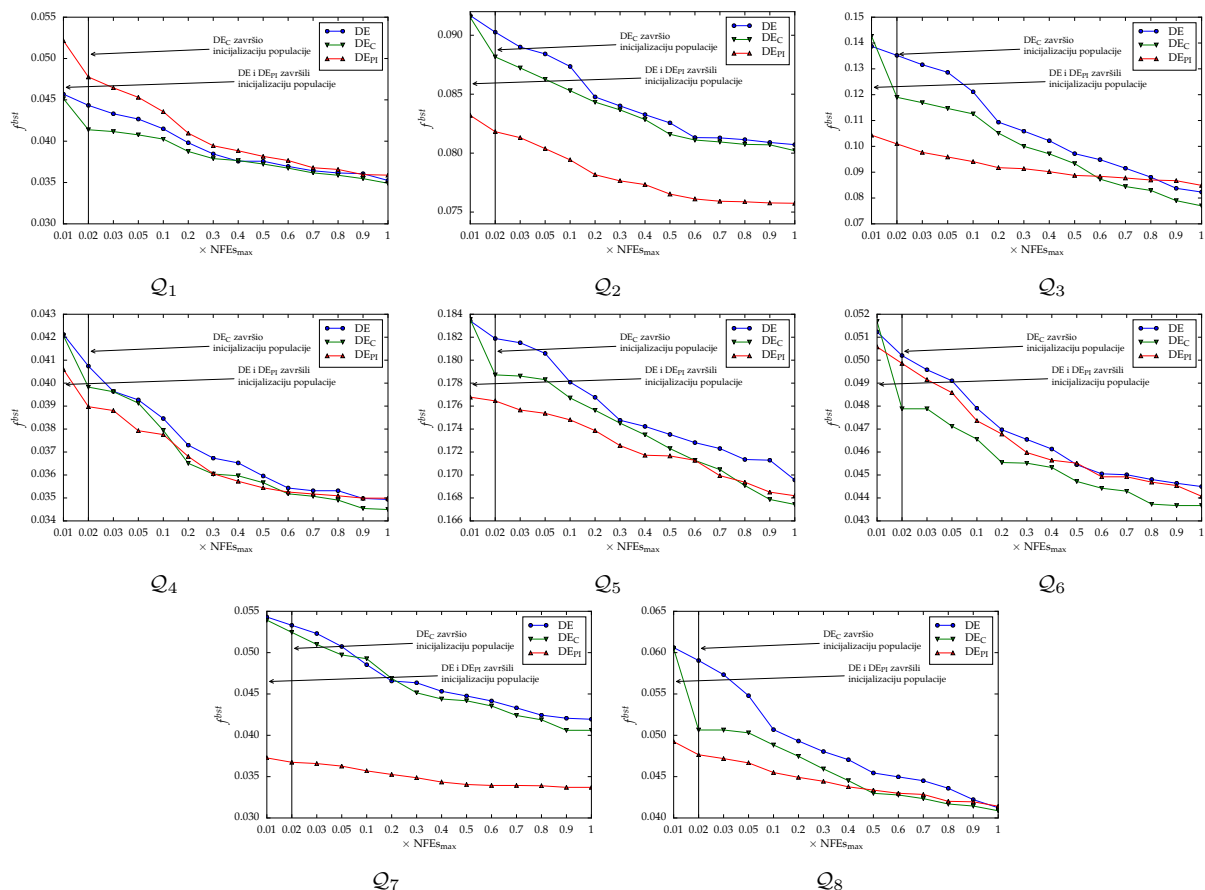 0.055
0.050
0.045
0.040
0.035
0.030
f^bst
0.01 0.02 0.03 0.05 0.1 0.2 0.3 0.4 0.5 0.6 0.7 0.8 0.9 1
× NFEs_max
DE
DE_C
DE_PI
DE_C završio
inicijalizaciju populacije
DE i DE_PI završili
inicijalizaciju populacije
Q_1
0.090
0.085
0.080
0.075
f^bst
0.01 0.02 0.03 0.05 0.1 0.2 0.3 0.4 0.5 0.6 0.7 0.8 0.9 1
× NFEs_max
DE
DE_C
DE_PI
DE_C završio
inicijalizaciju populacije
DE i DE_PI završili
inicijalizaciju populacije
Q_2
0.15
0.14
0.13
0.12
0.11
0.10
0.09
0.08
0.07
f^bst
0.01 0.02 0.03 0.05 0.1 0.2 0.3 0.4 0.5 0.6 0.7 0.8 0.9 1
× NFEs_max
DE
DE_C
DE_PI
DE_C završio
inicijalizaciju populacije
DE i DE_PI završili
inicijalizaciju populacije
Q_3
0.043
0.042
0.041
0.040
0.039
0.038
0.036
0.035
0.034
f^bst
0.01 0.02 0.03 0.05 0.1 0.2 0.3 0.4 0.5 0.6 0.7 0.8 0.9 1
× NFEs_max
DE
DE_C
DE_PI
DE_C završio
inicijalizaciju populacije
DE i DE_PI završili
inicijalizaciju populacije
Q_4
0.184
0.182
0.180
0.178
0.176
0.174
0.172
0.170
0.168
0.166
f^bst
0.01 0.02 0.03 0.05 0.1 0.2 0.3 0.4 0.5 0.6 0.7 0.8 0.9 1
× NFEs_max
DE
DE_C
DE_PI
DE_C završio
inicijalizaciju populacije
DE i DE_PI završili
inicijalizaciju populacije
Q_5
0.052
0.050
0.049
0.048
0.047
0.045
0.044
0.043
f^bst
0.01 0.02 0.03 0.05 0.1 0.2 0.3 0.4 0.5 0.6 0.7 0.8 0.9 1
× NFEs_max
DE
DE_C
DE_PI
DE_C završio
inicijalizaciju populacije
DE i DE_PI završili
inicijalizaciju populacije
Q_6
0.055
0.050
0.045
0.040
0.035
0.030
f^bst
0.01 0.02 0.03 0.05 0.1 0.2 0.3 0.4 0.5 0.6 0.7 0.8 0.9 1
× NFEs_max
DE
DE_C
DE_PI
DE_C završio
inicijalizaciju populacije
DE i DE_PI završili
inicijalizaciju populacije
Q_7
0.065
0.060
0.055
0.050
0.045
0.040
f^bst
0.01 0.02 0.03 0.05 0.1 0.2 0.3 0.4 0.5 0.6 0.7 0.8 0.9 1
× NFEs_max
DE
DE_C
DE_PI
DE_C završio
inicijalizaciju populacije
DE i DE_PI završili
inicijalizaciju populacije
Q_8